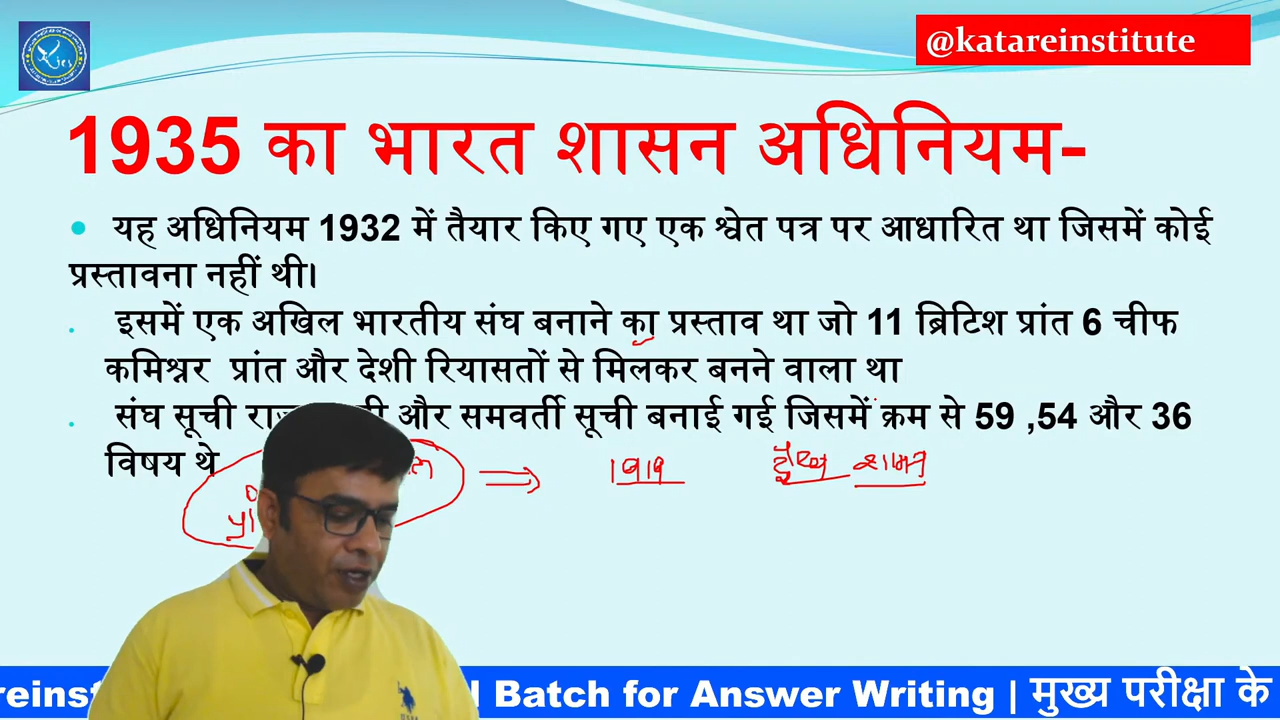 @katareinstitute
1935 का भारत शासन अधिनियम-
यह अधिनियम 1932 में तैयार किए गए एक श्वेत पत्र पर आधारित था जिसमें कोई
प्रस्तावना नहीं थी।
इसमें एक अखिल भारतीय संघ बनाने का प्रस्ताव था जो 11 ब्रिटिश प्रांत 6 चीफ
कमिश्नर प्रांत और देशी रियासतों से मिलकर बनने वाला था
संघ सूची और समवर्ती सूची बनाई गई जिसमें क्रम से 59 ,54 और 36
विषय थे
1919 शासन
Batch for Answer Writing | मुख्य परीक्षा के